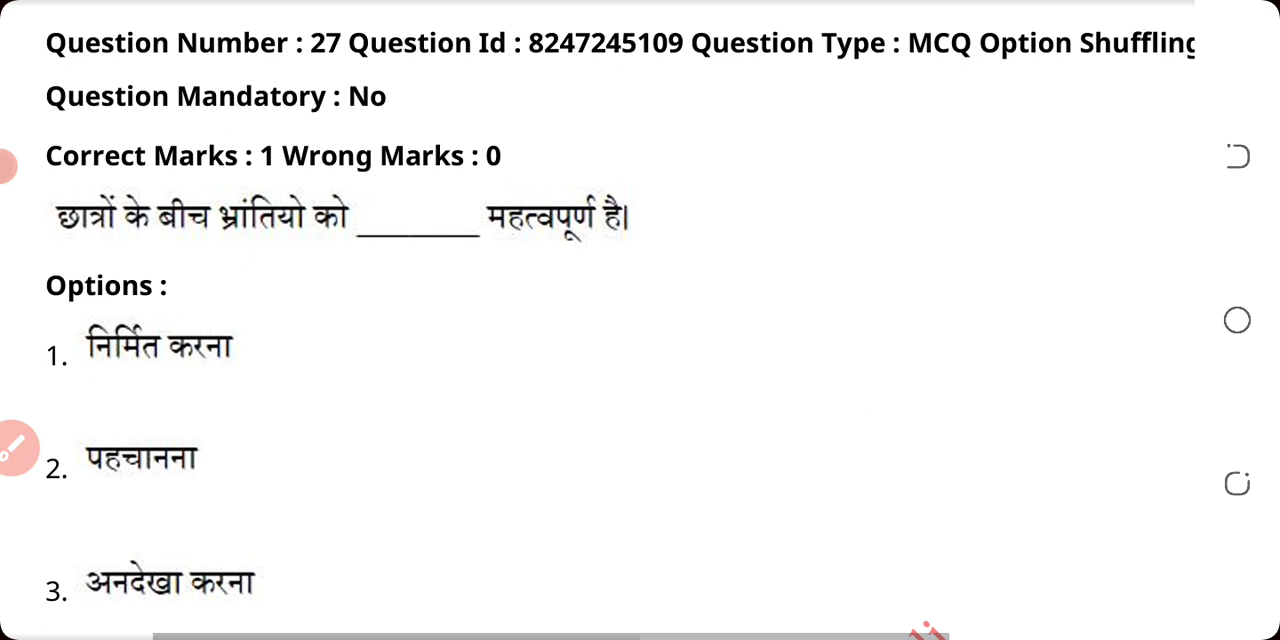 Question Number : 27 Question Id : 8247245109 Question Type : MCQ Option Shuffling
Question Mandatory : No
Correct Marks : 1 Wrong Marks : 0
छात्रों के बीच भ्रांतियो को ________ महत्वपूर्ण है।
Options :
1. निर्मित करना
2. पहचानना
3. अनदेखा करना